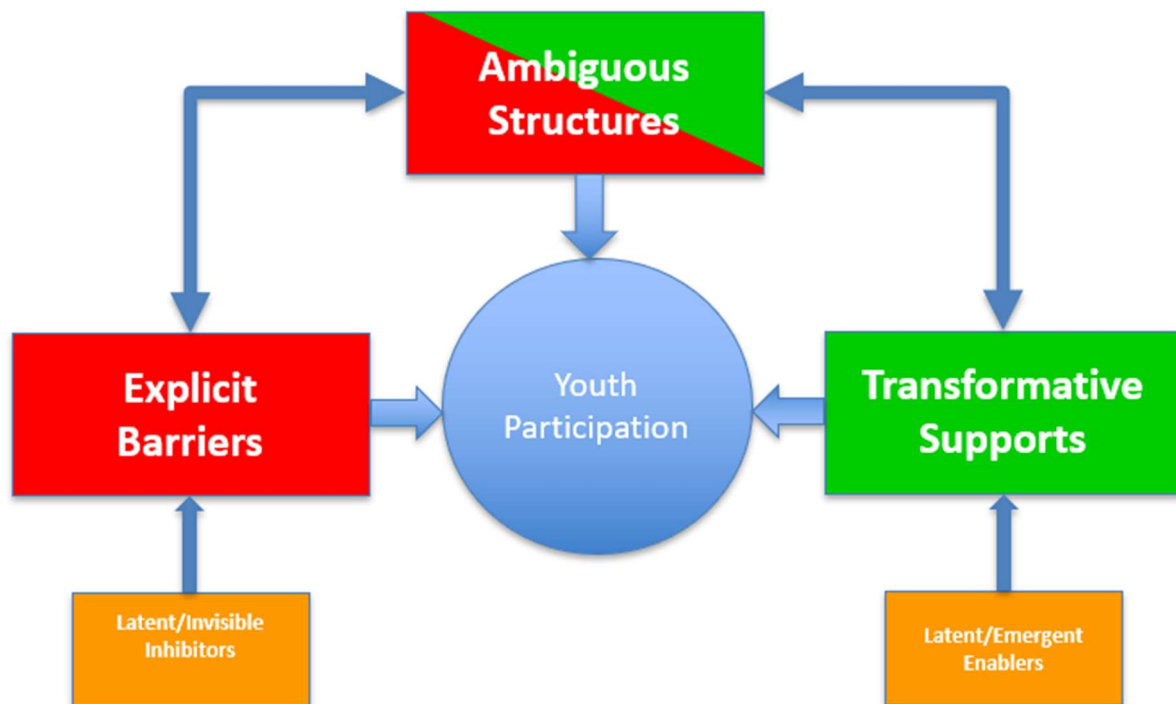 Ambiguous
Structures
Explicit
Barriers
Youth
Participation
Transformative
Supports
Latent/Invisible
Inhibitors
Latent/Emergent
Enablers